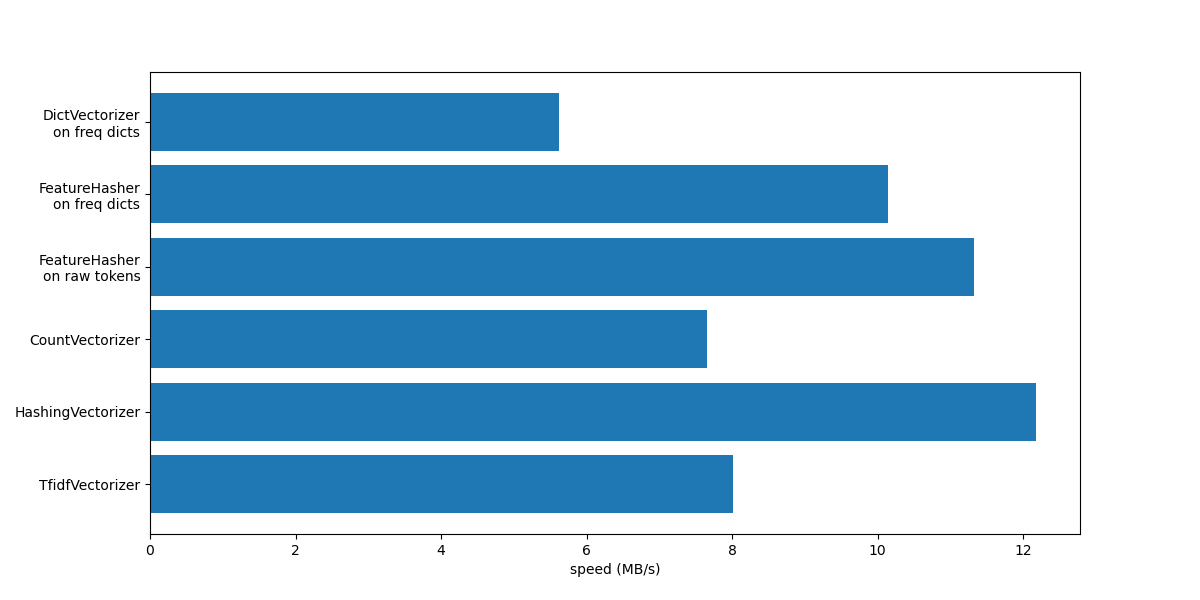 DictVectorizer
on freq dicts
FeatureHasher
on freq dicts
FeatureHasher
on raw tokens
CountVectorizer
HashingVectorizer
TfidfVectorizer
0 2 4 6 8 10 12
speed (MB/s)